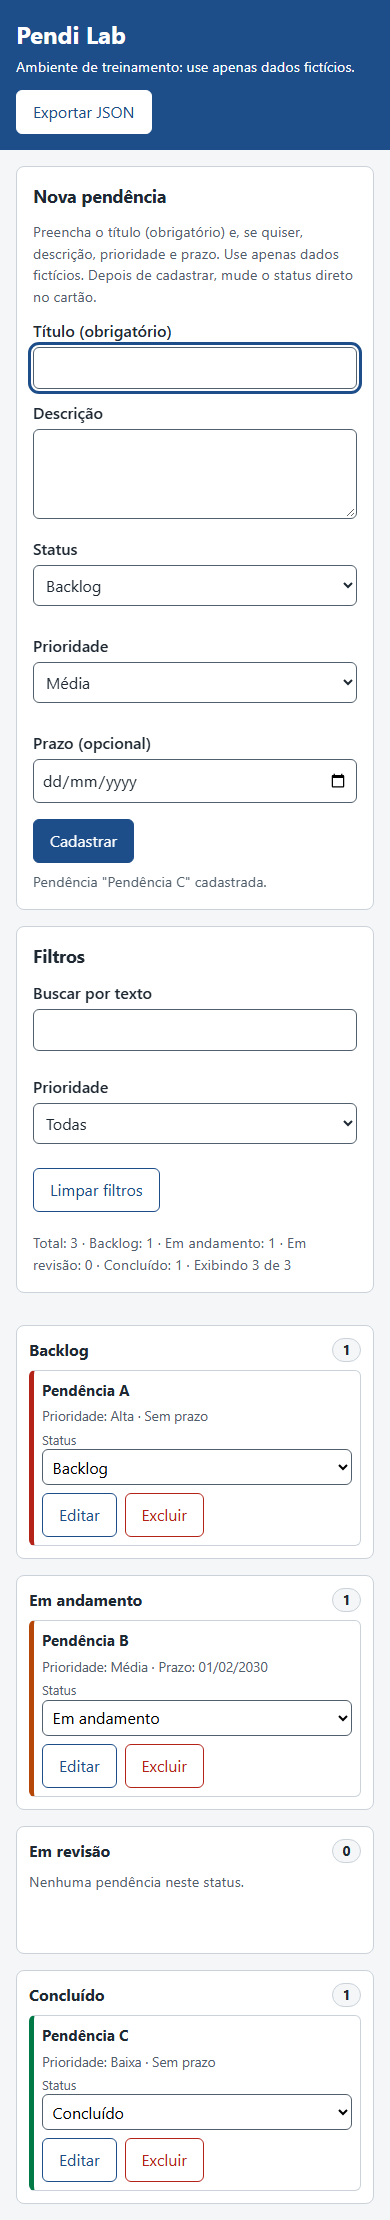 Pendi Lab
Ambiente de treinamento: use apenas dados fictícios.
Exportar JSON
Nova pendência
Preencha o título (obrigatório) e, se quiser,
descrição, prioridade e prazo. Use apenas dados
fictícios. Depois de cadastrar, mude o status direto
no cartão.
Título (obrigatório)
Descrição
Status
Backlog
Prioridade
Média
Prazo (opcional)
dd/mm/yyyy
Cadastrar
Pendência "Pendência C" cadastrada.
Filtros
Buscar por texto
Prioridade
Todas
Limpar filtros
Total: 3 · Backlog: 1 · Em andamento: 1 · Em
revisão: 0 · Concluído: 1 · Exibindo 3 de 3
Backlog 1
Pendência A
Prioridade: Alta · Sem prazo
Status
Backlog
Editar Excluir
Em andamento 1
Pendência B
Prioridade: Média · Prazo: 01/02/2030
Status
Em andamento
Editar Excluir
Em revisão 0
Nenhuma pendência neste status.
Concluído 1
Pendência C
Prioridade: Baixa · Sem prazo
Status
Concluído
Editar Excluir